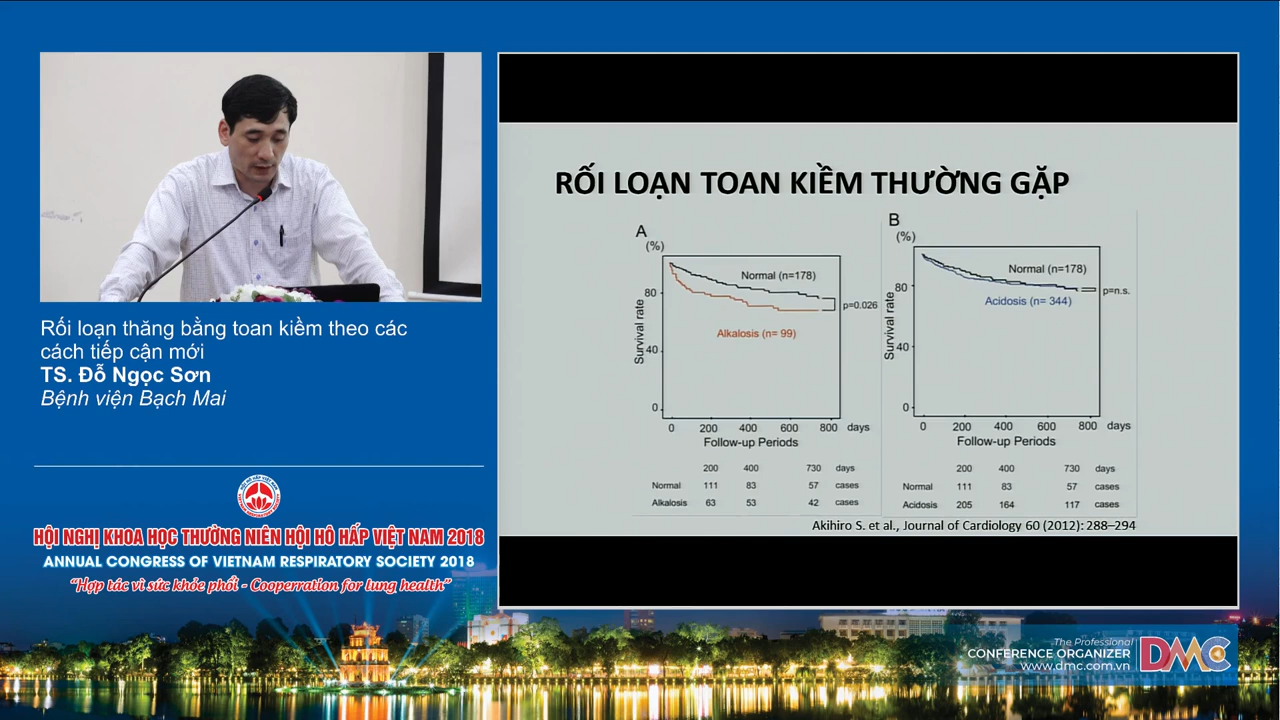 Rối loạn thăng bằng toan kiềm theo các
cách tiếp cận mới
TS. Đỗ Ngọc Sơn
Bệnh viện Bạch Mai
HỘI HÔ HẤP VIỆT NAM
HỘI NGHỊ KHOA HỌC THƯỜNG NIÊN HỘI HÔ HẤP VIỆT NAM 2018
ANNUAL CONGRESS OF VIETNAM RESPIRATORY SOCIETY 2018
“Hợp tác vì sức khỏe phổi - Cooperration for lung health”
RỐI LOẠN TOAN KIỀM THƯỜNG GẶP
A
(%)
Survival rate
80
40
0
Normal (n=178)
p=0.026
Alkalosis (n= 99)
0 200 400 600 800 days
Follow-up Periods
200 400 730 days
Normal 111 83 57 cases
Alkalosis 63 53 42 cases
B
(%)
Survival rate
80
40
0
Normal (n=178)
p=n.s.
Acidosis (n= 344)
0 200 400 600 800 days
Follow-up Periods
200 400 730 days
Normal 111 83 57 cases
Acidosis 205 164 117 cases
Akihiro S. et al., Journal of Cardiology 60 (2012): 288–294
The Professional
CONFERENCE ORGANIZER
www.dmc.com.vn
DMC